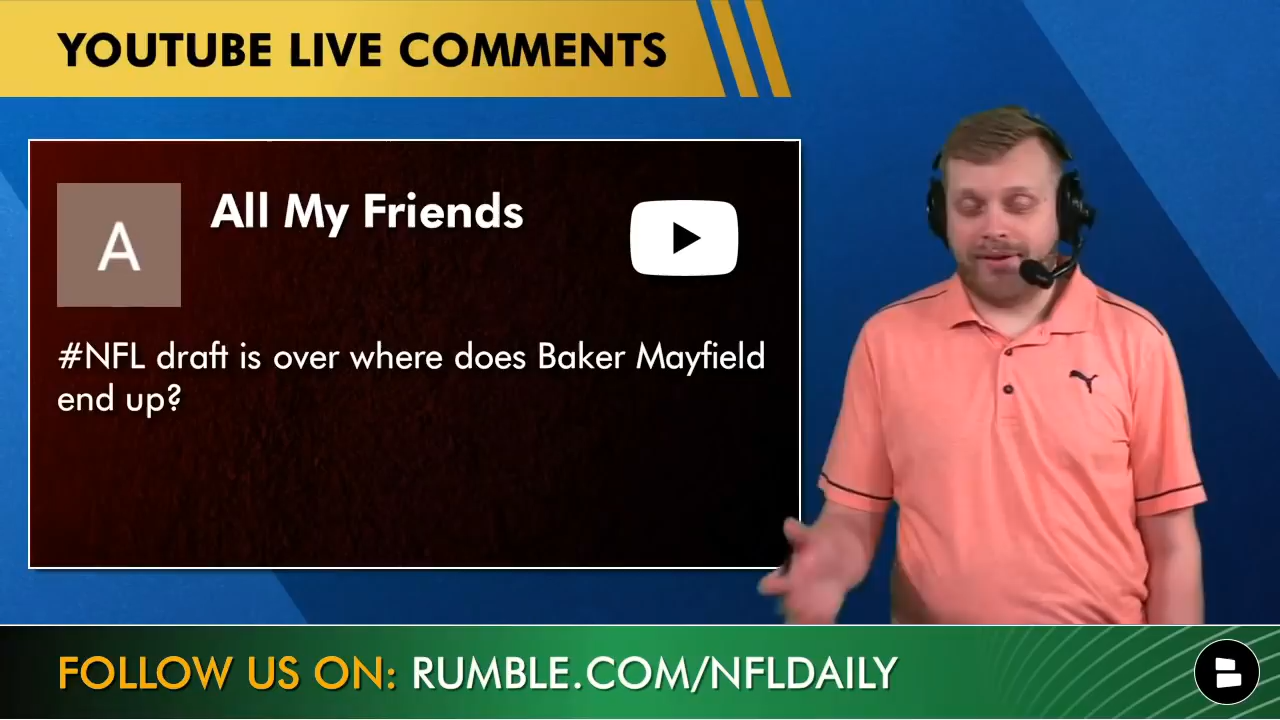 YOUTUBE LIVE COMMENTS
A
All My Friends
#NFL draft is over where does Baker Mayfield
end up?
PUMA
FOLLOW US ON: RUMBLE.COM/NFLDAILY